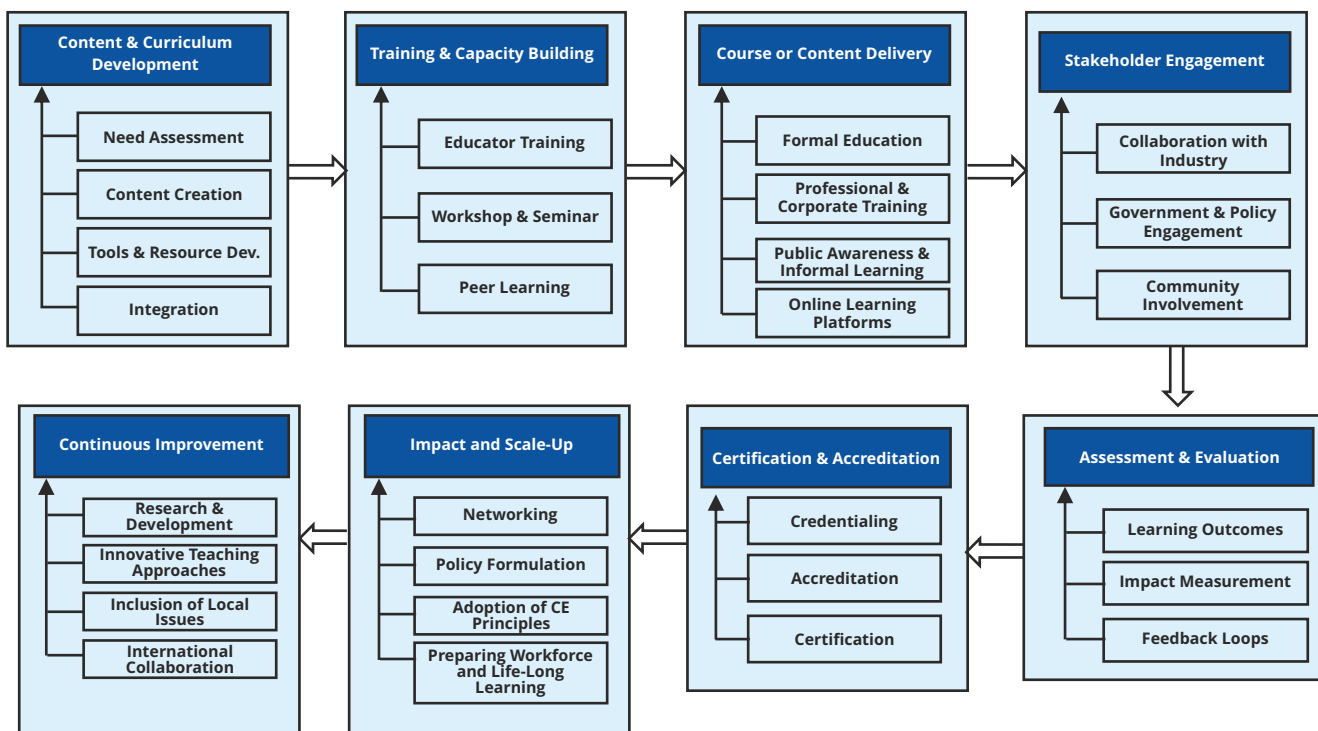 Content & Curriculum
Development
Need Assessment
Content Creation
Tools & Resource Dev.
Integration
Training & Capacity Building
Educator Training
Workshop & Seminar
Peer Learning
Course or Content Delivery
Formal Education
Professional &
Corporate Training
Public Awareness &
Informal Learning
Online Learning
Platforms
Stakeholder Engagement
Collaboration with
Industry
Government & Policy
Engagement
Community
Involvement
Assessment & Evaluation
Learning Outcomes
Impact Measurement
Feedback Loops
Certification & Accreditation
Credentialing
Accreditation
Certification
Impact and Scale-Up
Networking
Policy Formulation
Adoption of CE
Principles
Preparing Workforce
and Life-Long
Learning
Continuous Improvement
Research &
Development
Innovative Teaching
Approaches
Inclusion of Local
Issues
International
Collaboration